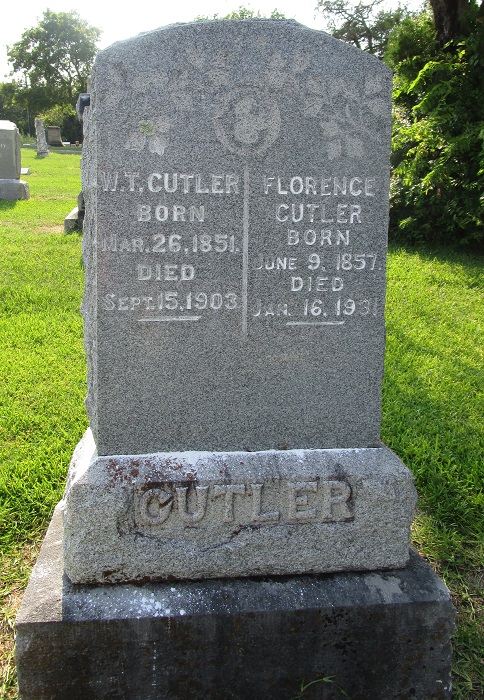 W.T. CUTLER
BORN
MAR. 26, 1851.
DIED
SEPT. 15, 1903
FLORENCE
CUTLER
BORN
JUNE 9, 1857.
DIED
JAN. 16, 1931
CUTLER